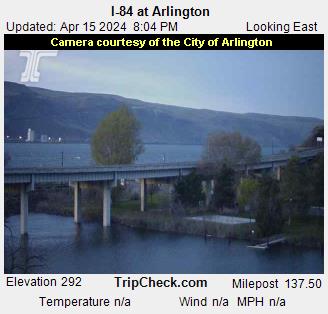 I-84 at Arlington
Updated: Apr 15 2024 8:04 PM Looking East
Camera courtesy of the City of Arlington
Elevation 292 TripCheck.com Milepost 137.50
Temperature n/a Wind n/a MPH n/a